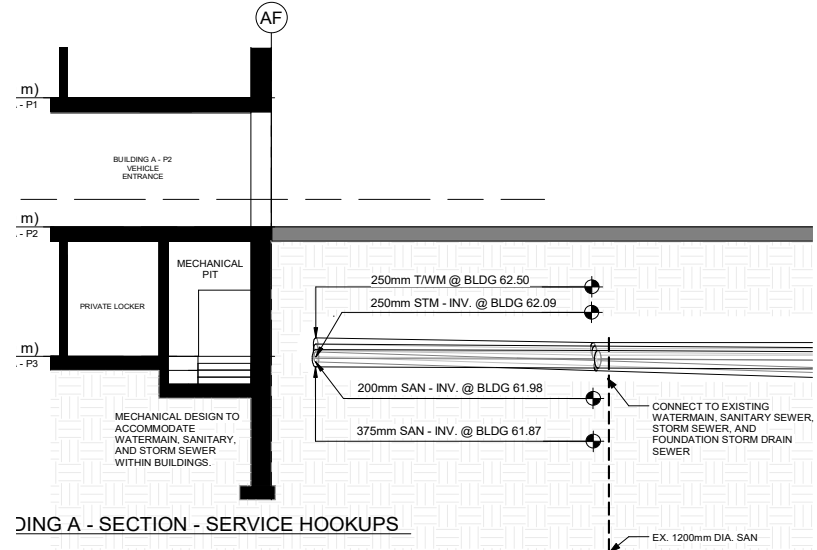 AF
m)
- P1
BUILDING A - P2
VEHICLE
ENTRANCE
m)
- P2
MECHANICAL
PIT
PRIVATE LOCKER
250mm T/WM @ BLDG 62.50
250mm STM - INV. @ BLDG 62.09
m)
- P3
200mm SAN - INV. @ BLDG 61.98
375mm SAN - INV. @ BLDG 61.87
MECHANICAL DESIGN TO
ACCOMMODATE
WATERMAIN, SANITARY,
AND STORM SEWER
WITHIN BUILDINGS.
CONNECT TO EXISTING
WATERMAIN, SANITARY SEWER,
STORM SEWER, AND
FOUNDATION STORM DRAIN
SEWER
DING A - SECTION - SERVICE HOOKUPS
EX. 1200mm DIA. SAN